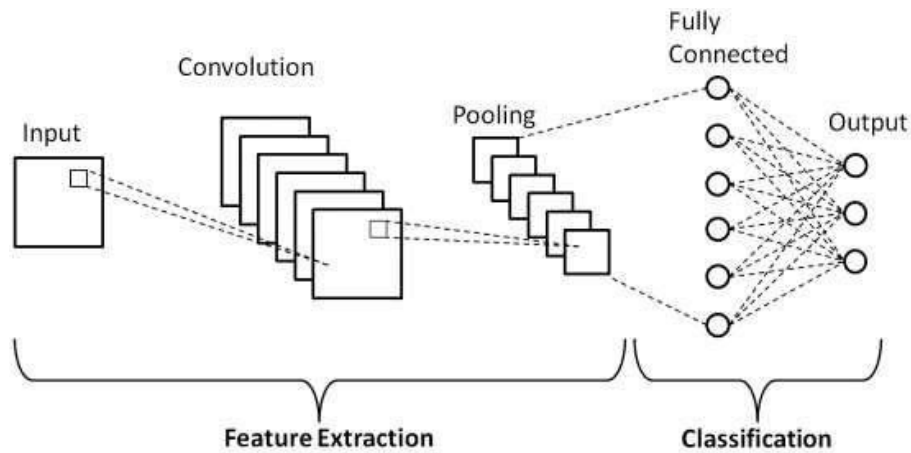 Fully
Connected
Convolution
Pooling
Output
Input
Feature Extraction
Classification